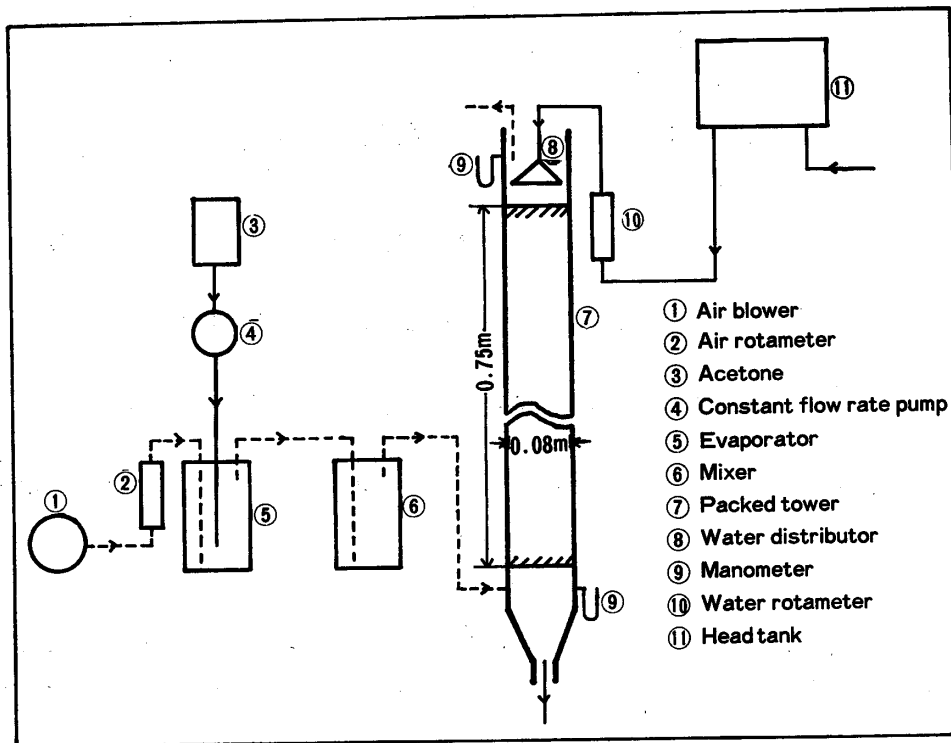 ⑪
⑧
⑨
③
⑩
① Air blower
⑦
② Air rotameter
④
③ Acetone
0.75m
④ Constant flow rate pump
⑤ Evaporator
0.08m
⑥ Mixer
②
⑦ Packed tower
①
⑤
⑥
⑧ Water distributor
⑨ Manometer
⑨
⑩ Water rotameter
⑪ Head tank